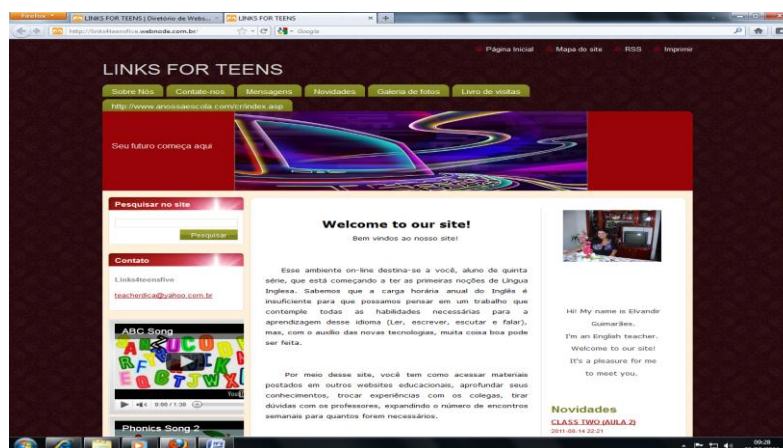 Firefox
LINKS FOR TEENS | Diretório de Webs...
LINKS FOR TEENS
http://links4teensfive.webnode.com.br/
Google
Página Inicial
Mapa do site
RSS
Imprimir
LINKS FOR TEENS
Sobre Nós
Contate-nos
Mensagens
Novidades
Galeria de fotos
Livro de visitas
http://www.anossaescola.com/cr/index.asp
Seu futuro começa aqui
Pesquisar no site
Pesquisar
Contato
Links4teensfive
teacherdica@yahoo.com.br
ABC Song
0:00 / 1:30
Phonics Song 2
Welcome to our site!
Bem vindos ao nosso site!
Esse ambiente on-line destina-se a você, aluno de quinta
série, que está começando a ter as primeiras noções de Língua
Inglesa. Sabemos que a carga horária anual do Inglês é
insuficiente para que possamos pensar em um trabalho que
contemple todas as habilidades necessárias para a
aprendizagem desse idioma (Ler, escrever, escutar e falar),
mas, com o auxílio das novas tecnologias, muita coisa boa pode
ser feita.
Por meio desse site, você tem como acessar materiais
postados em outros websites educacionais, aprofundar seus
conhecimentos, trocar experiências com os colegas, tirar
dúvidas com os professores, expandindo o número de encontros
semanais para quantos forem necessários.
Hi! My name is Elvandir
Guimarães.
I'm an English teacher.
Welcome to our site!
It's a pleasure for me
to meet you.
Novidades
CLASS TWO (AULA 2)
2011-08-14 22:21
09:28